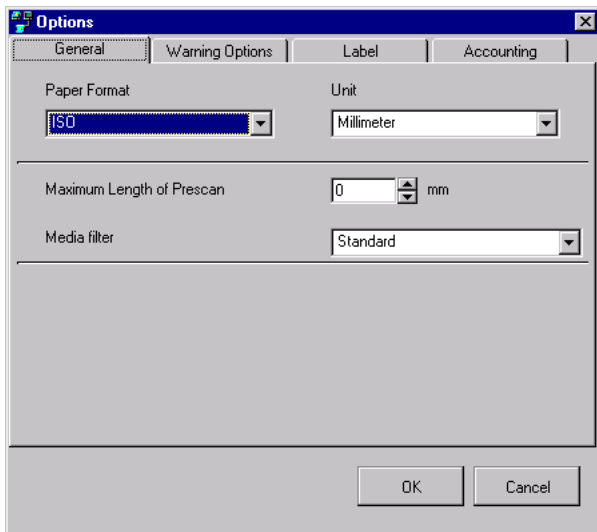 Options
General Warning Options Label Accounting
Paper Format Unit
ISO Millimeter
Maximum Length of Prescan 0 mm
Media filter Standard
OK Cancel